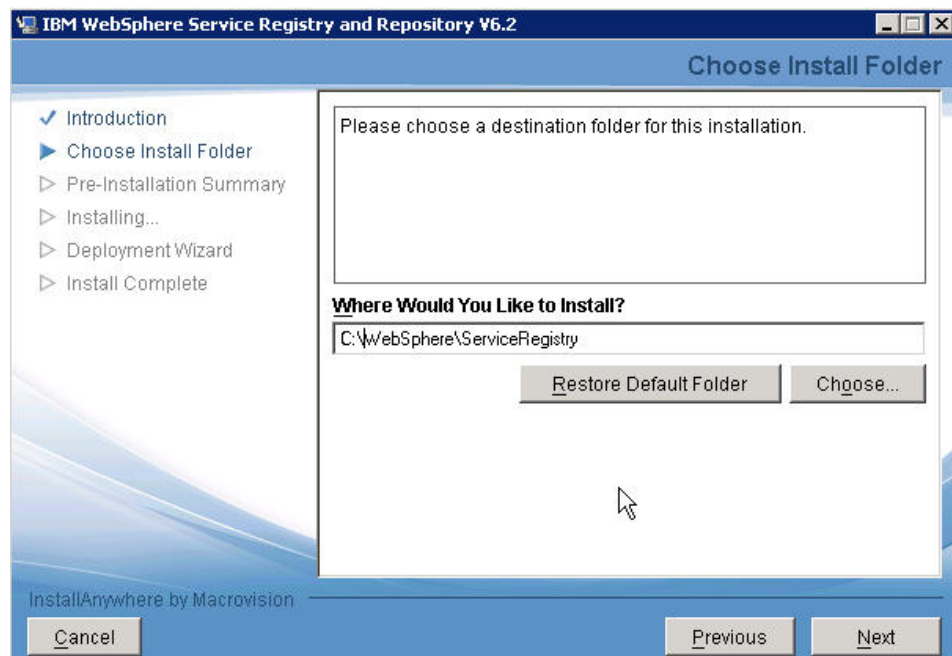 IBM WebSphere Service Registry and Repository V6.2
Choose Install Folder
Introduction
Choose Install Folder
Pre-Installation Summary
Installing...
Deployment Wizard
Install Complete
Please choose a destination folder for this installation.
Where Would You Like to Install?
C:\WebSphere\ServiceRegistry
Restore Default Folder
Choose...
InstallAnywhere by Macrovision
Cancel
Previous
Next